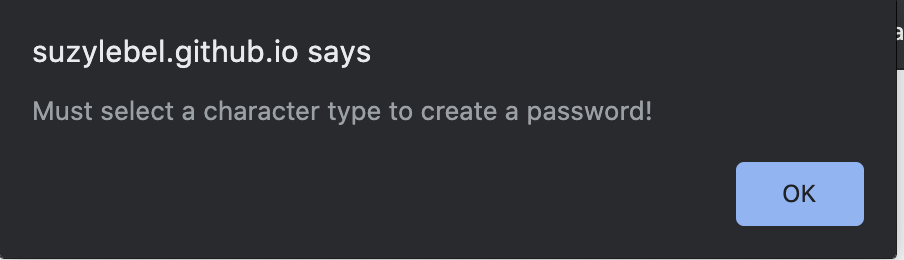 suzylebel.github.io says
Must select a character type to create a password!
OK